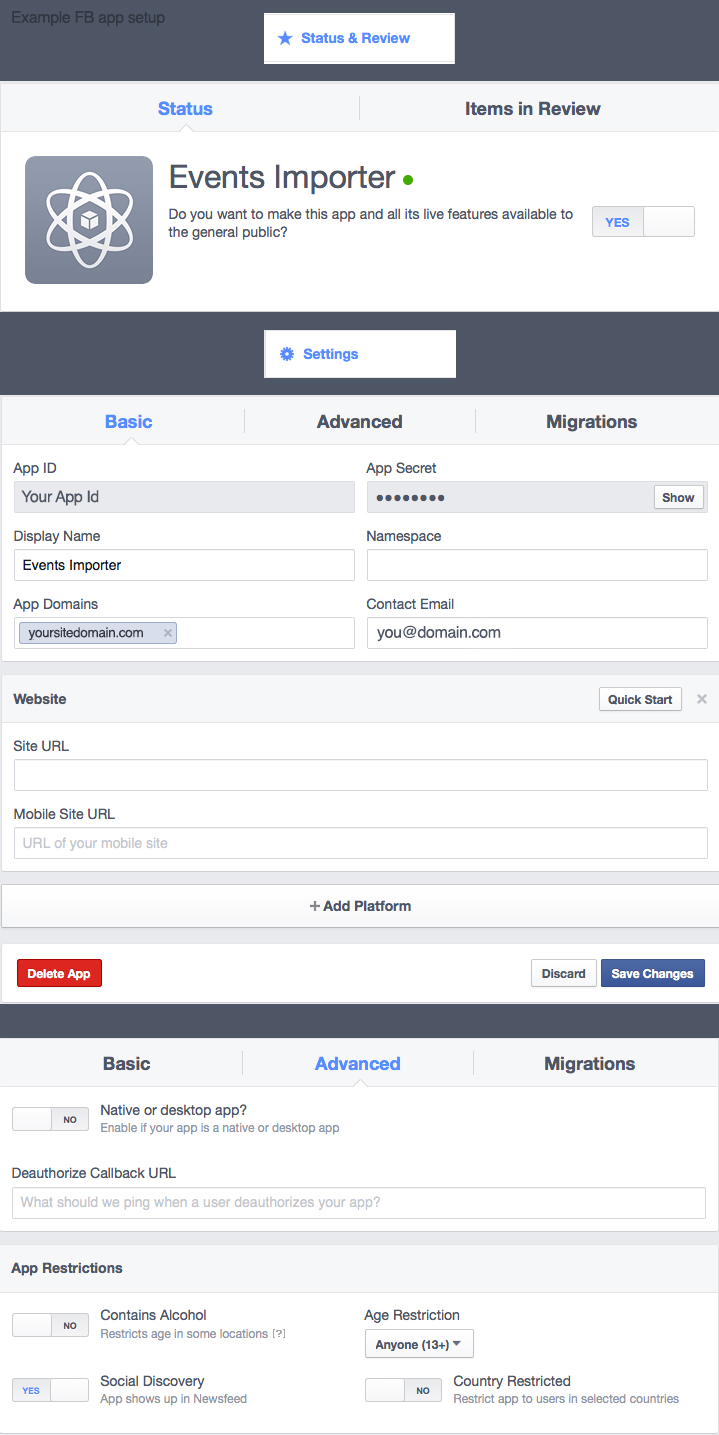 Example FB app setup
Status & Review
Status
Items in Review
Events Importer
Do you want to make this app and all its live features available to
the general public?
YES
Settings
Basic
Advanced
Migrations
App ID
App Secret
Your App Id
●●●●●●●●
Show
Display Name
Namespace
Events Importer
App Domains
Contact Email
yoursitedomain.com ×
you@domain.com
Website
Quick Start
×
Site URL
Mobile Site URL
URL of your mobile site
+ Add Platform
Delete App
Discard
Save Changes
Basic
Advanced
Migrations
NO
Native or desktop app?
Enable if your app is a native or desktop app
Deauthorize Callback URL
What should we ping when a user deauthorizes your app?
App Restrictions
NO
Contains Alcohol
Restricts age in some locations [?]
Age Restriction
Anyone (13+)
YES
Social Discovery
App shows up in Newsfeed
NO
Country Restricted
Restrict app to users in selected countries